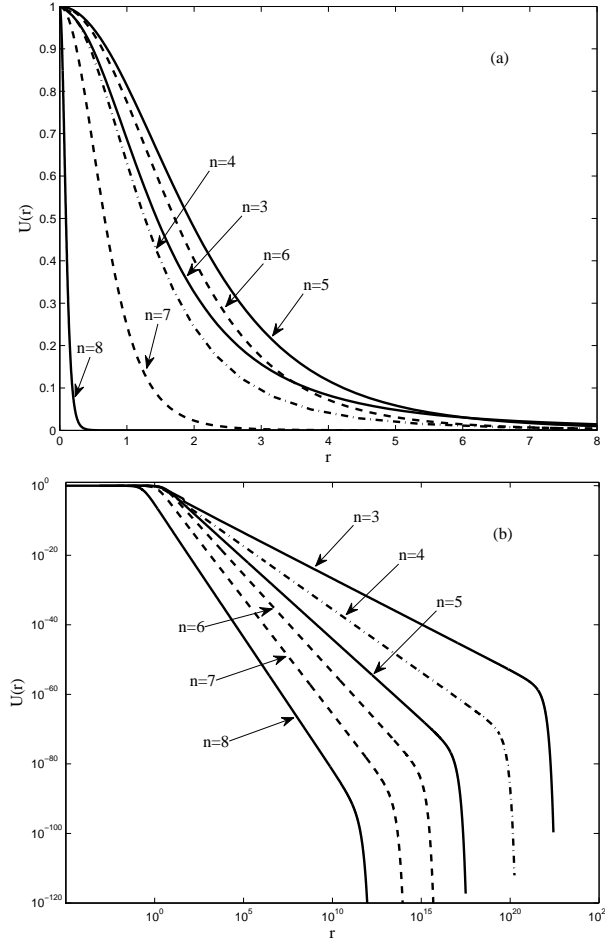 1
0.9
(a)
0.8
0.7
n=4
0.6
n=3
U(r)
0.5
n=6
0.4
n=5
0.3
n=7
0.2
n=8
0.1
0
0 1 2 3 4 5 6 7 8
r
10^0
n=3
(b)
10^-20
n=4
n=5
10^-40
n=6
n=7
10^-60
U(r)
n=8
10^-80
10^-100
10^-120
10^0 10^5 10^10 10^15 10^20 10^2
r